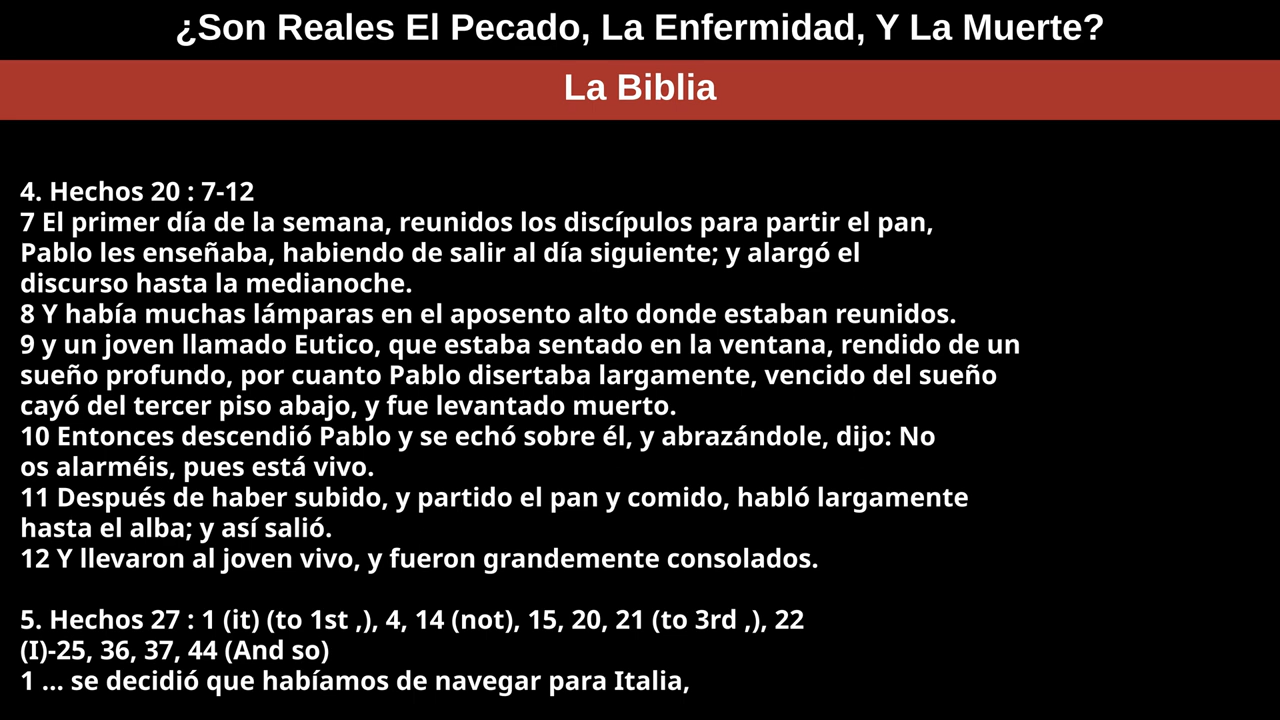 ¿Son Reales El Pecado, La Enfermidad, Y La Muerte?
La Biblia
4. Hechos 20 : 7-12
7 El primer día de la semana, reunidos los discípulos para partir el pan,
Pablo les enseñaba, habiendo de salir al día siguiente; y alargó el
discurso hasta la medianoche.
8 Y había muchas lámparas en el aposento alto donde estaban reunidos.
9 y un joven llamado Eutico, que estaba sentado en la ventana, rendido de un
sueño profundo, por cuanto Pablo disertaba largamente, vencido del sueño
cayó del tercer piso abajo, y fue levantado muerto.
10 Entonces descendió Pablo y se echó sobre él, y abrazándole, dijo: No
os alarméis, pues está vivo.
11 Después de haber subido, y partido el pan y comido, habló largamente
hasta el alba; y así salió.
12 Y llevaron al joven vivo, y fueron grandemente consolados.
5. Hechos 27 : 1 (it) (to 1st ,), 4, 14 (not), 15, 20, 21 (to 3rd ,), 22
(I)-25, 36, 37, 44 (And so)
1 ... se decidió que habíamos de navegar para Italia,